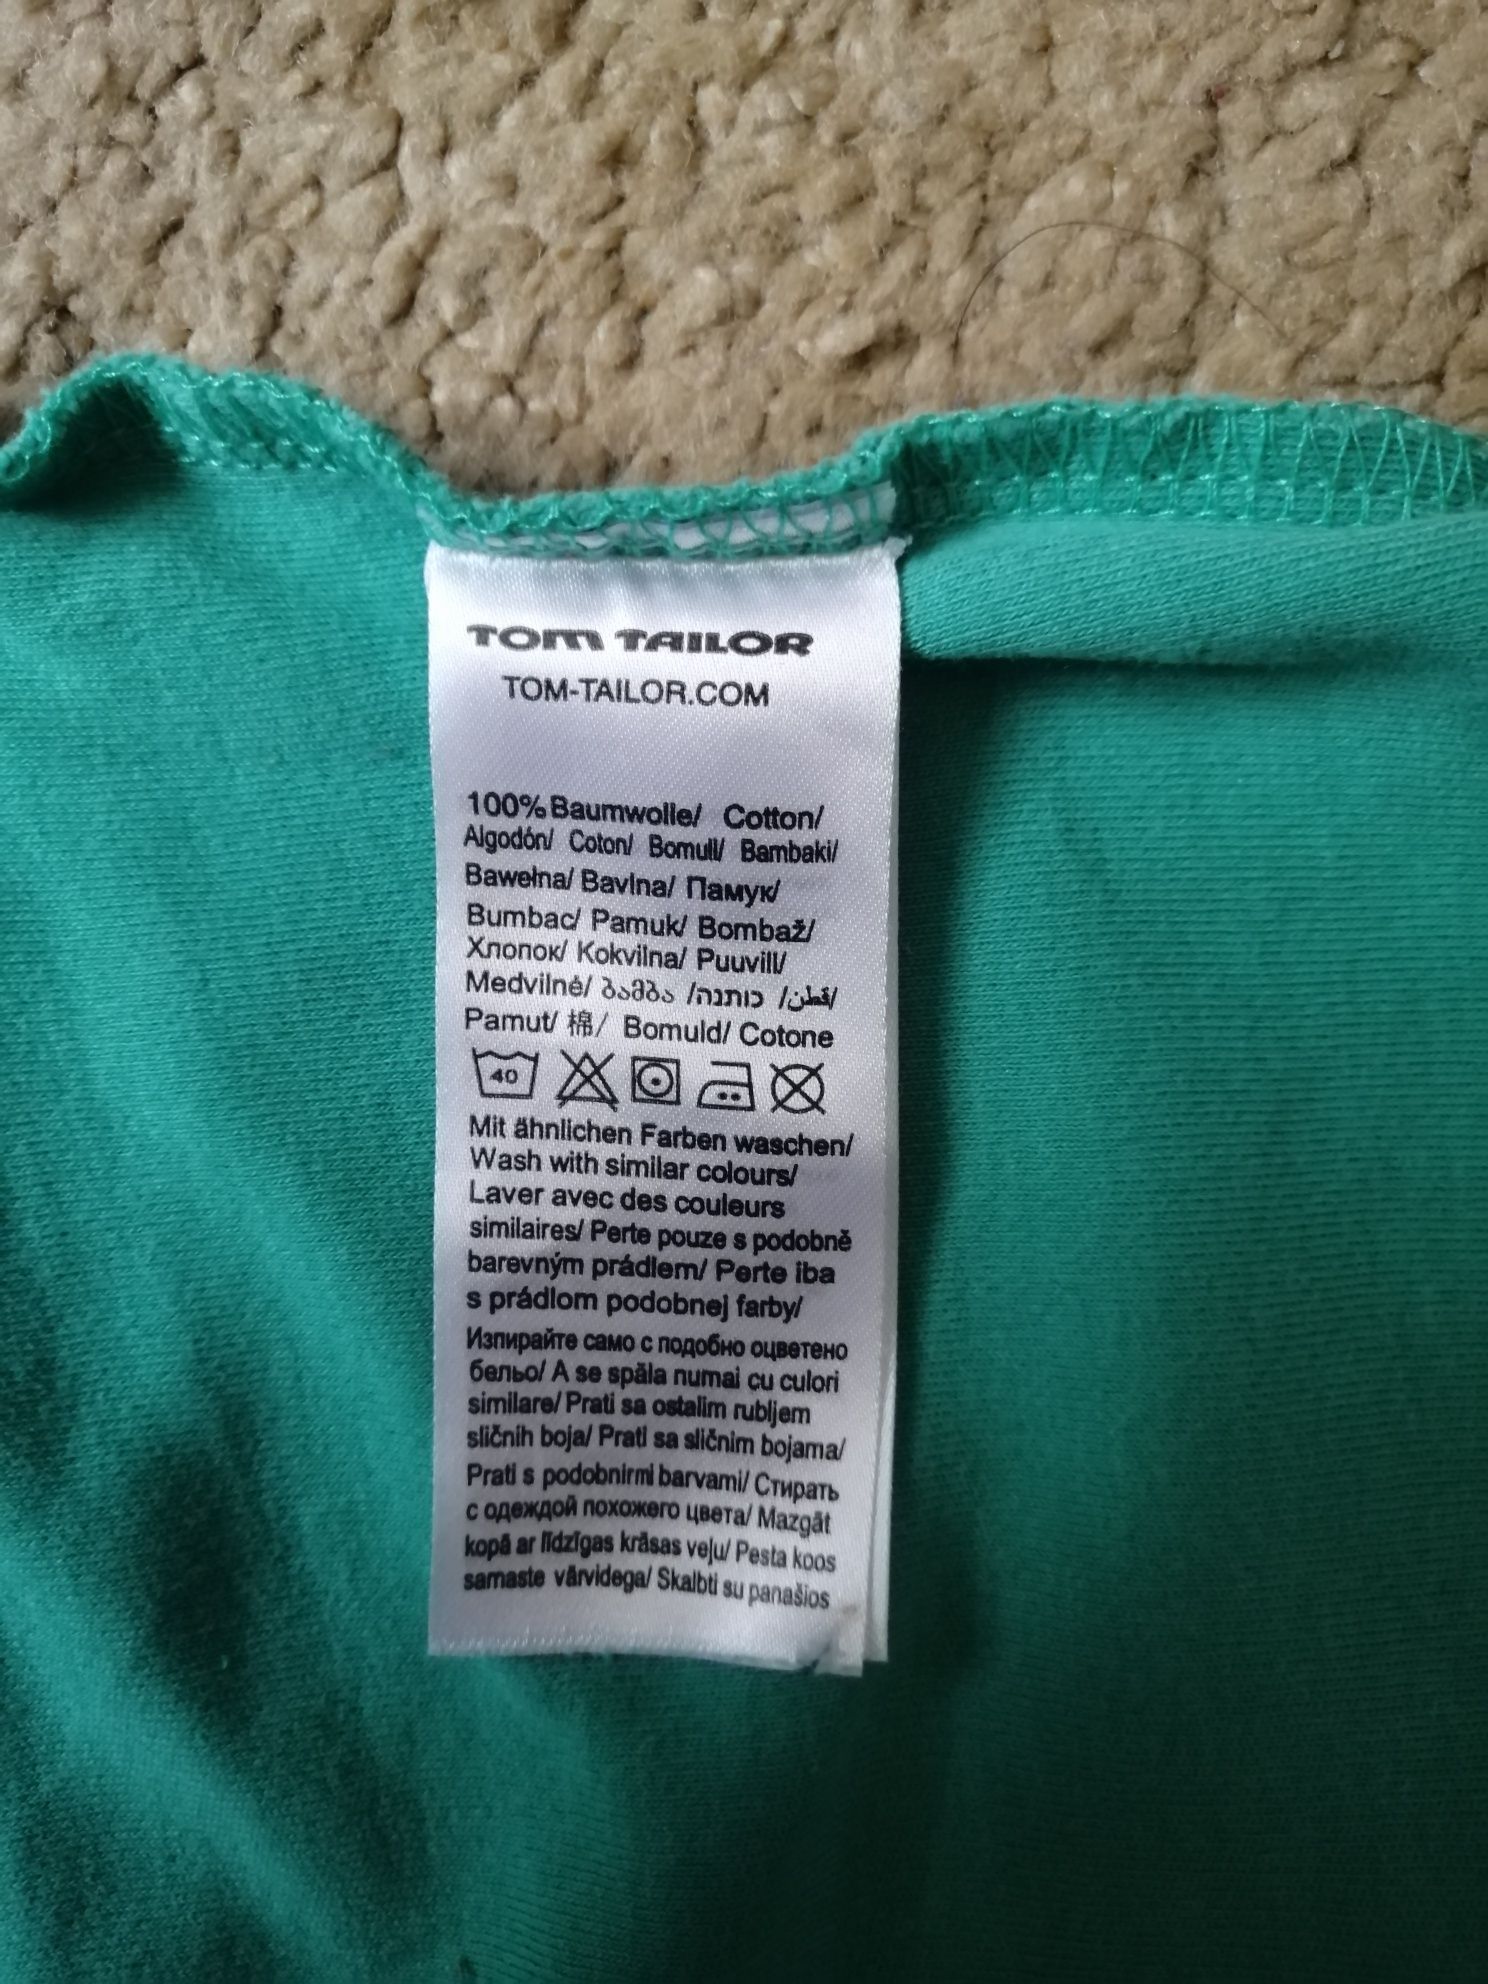 TOM TAILOR
TOM-TAILOR.COM
100% Baumwolle/ Cotton/
Algodón/ Coton/ Bomull/ Bambaki/
Bawełna/ Bavlna/ Памук/
Bumbac/ Pamuk/ Bombaž/
Хлопок/ Kokvilna/ Puuvill/
Medvilnė/ ბამბა /כותנה /قطن/
Pamut/ 棉/ Bomuld/ Cotone
40
Mit ähnlichen Farben waschen/
Wash with similar colours/
Laver avec des couleurs
similaires/ Perte pouze s podobně
barevným prádlem/ Perte iba
s prádlom podobnej farby/
Изпирайте само с подобно оцветено
бельо/ A se spăla numai cu culori
similare/ Prati sa ostalim rubljem
sličnih boja/ Prati sa sličnim bojama/
Prati s podobnirmi barvami/ Стирать
с одеждой похожего цвета/ Mazgāt
kopā ar līdzīgas krāsas veļu/ Pesta koos
samaste värvidega/ Skalbti su panašios